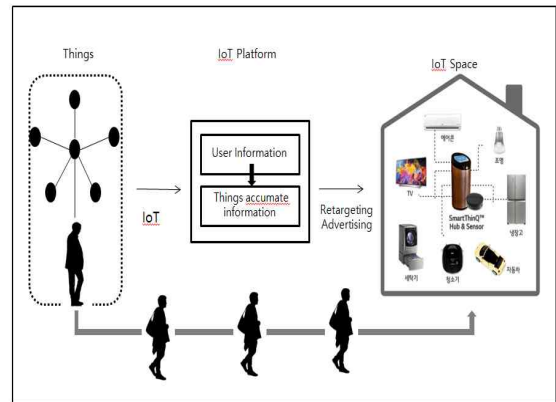 Things
IoT Platform
IoT Space
User Information
Things accumate
information
IoT
Retargeting
Advertising
에어콘
조명
TV
SmartThinQ™
Hub & Sensor
냉장고
세탁기
청소기
자동차